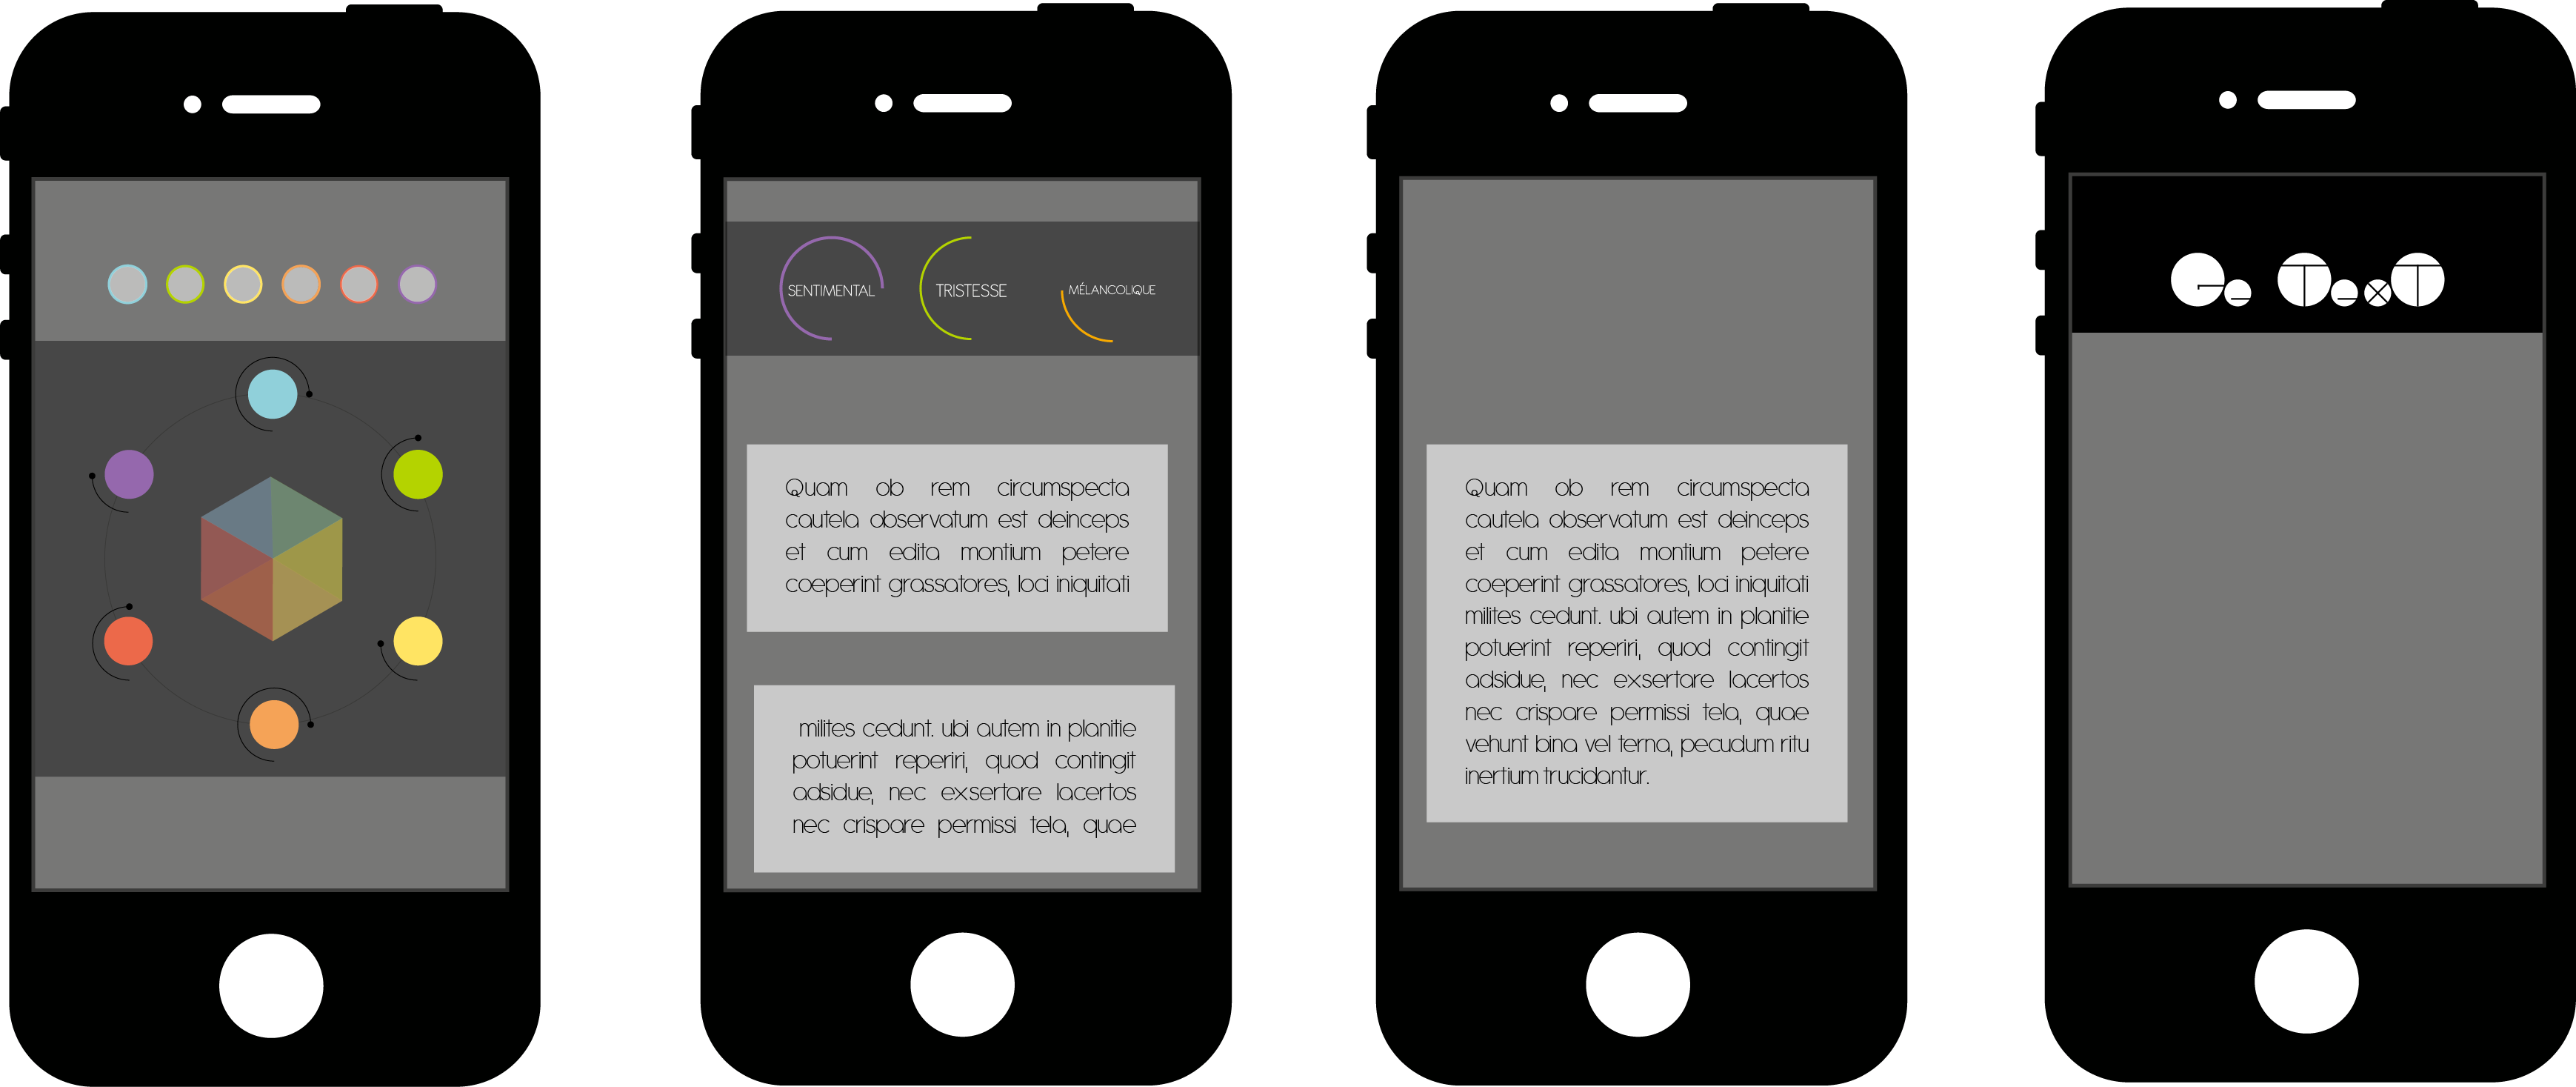 SENTIMENTAL TRISTESSE MÉLANCOLIQUE
Quam ob rem circumspecta
cautela observatum est deinceps
et cum edita montium petere
coeperint grassatores, loci iniquitati
milites cedunt. ubi autem in planitie
potuerint reperiri, quod contingit
adsidue, nec exsertare lacertos
nec crispare permissi tela, quae
Quam ob rem circumspecta
cautela observatum est deinceps
et cum edita montium petere
coeperint grassatores, loci iniquitati
milites cedunt. ubi autem in planitie
potuerint reperiri, quod contingit
adsidue, nec exsertare lacertos
nec crispare permissi tela, quae
vehunt bina vel terna, pecudum ritu
inertium trucidantur.
Ge TexT